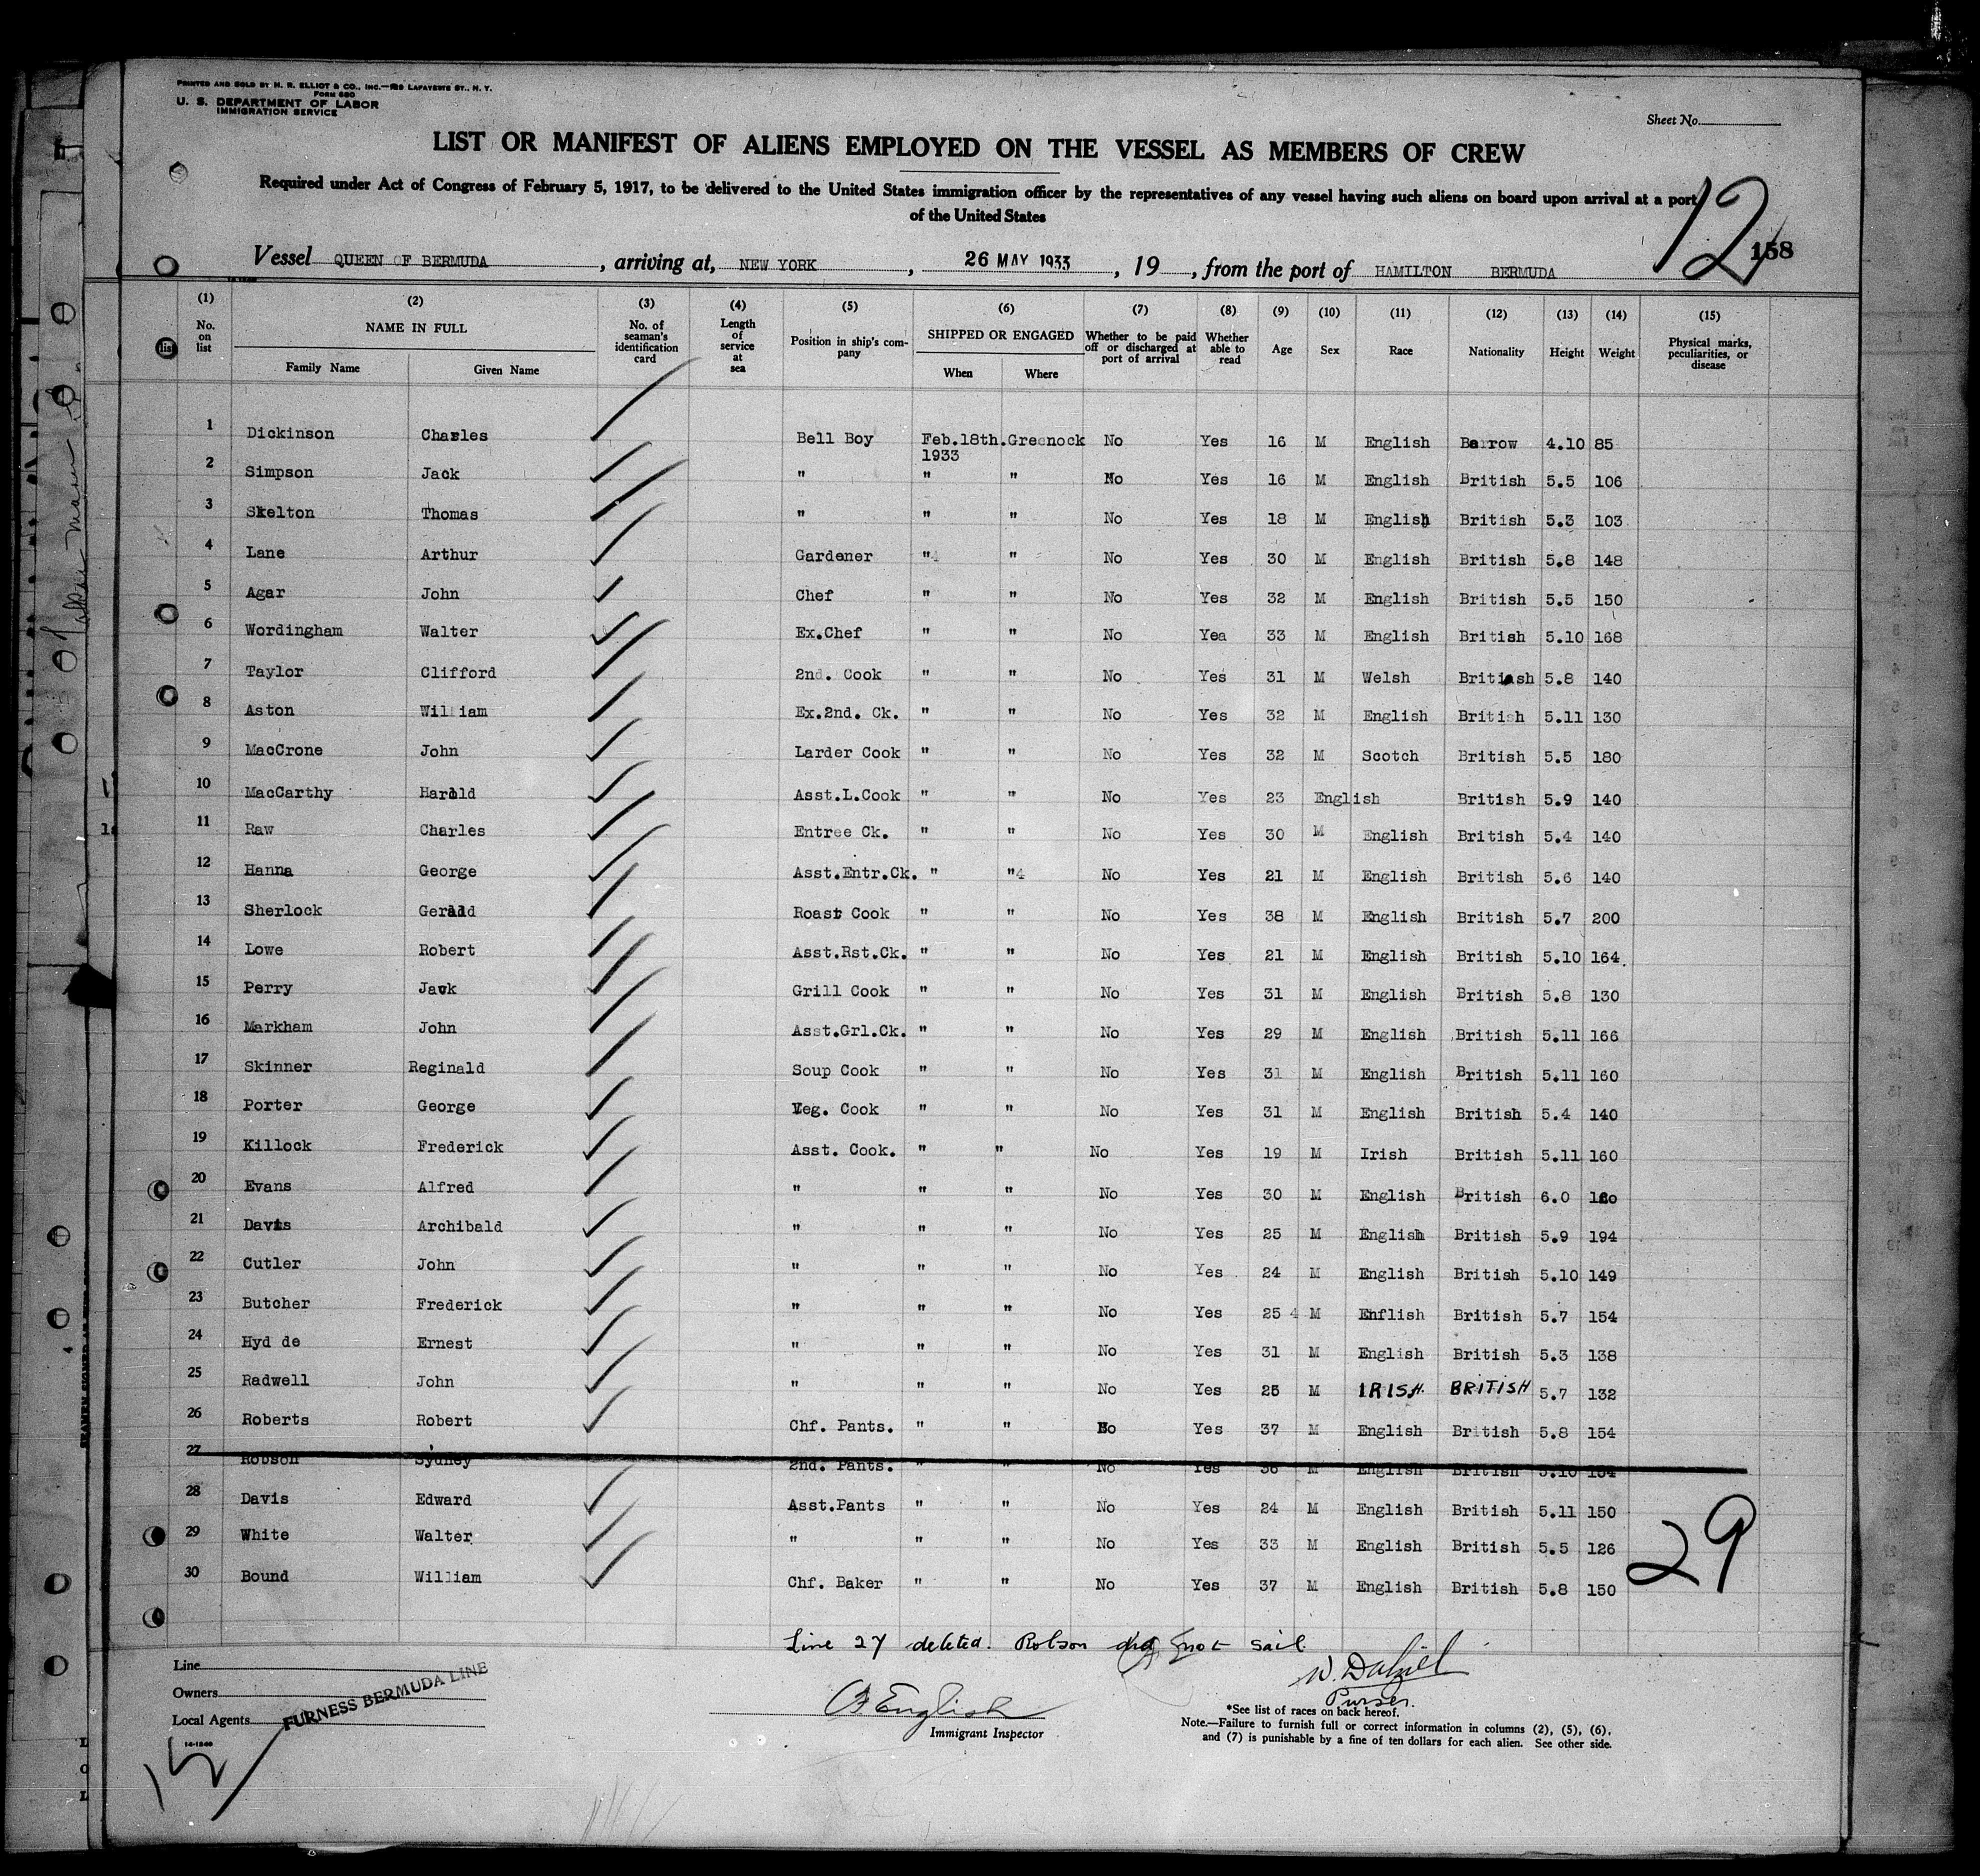 PRINTED AND SOLD BY H. R. ELLIOT & CO., INC.—129 LAFAYETTE ST., N. Y.
FORM 680
U. S. DEPARTMENT OF LABOR
IMMIGRATION SERVICE
Sheet No.
LIST OR MANIFEST OF ALIENS EMPLOYED ON THE VESSEL AS MEMBERS OF CREW
Required under Act of Congress of February 5, 1917, to be delivered to the United States immigration officer by the representatives of any vessel having such aliens on board upon arrival at a port
of the United States
12
158
Vessel QUEEN OF BERMUDA, arriving at, NEW YORK, 26 MAY 1933, 19, from the port of HAMILTON BERMUDA
(1) (2) (3) (4) (5) (6) (7) (8) (9) (10) (11) (12) (13) (14) (15)
No. on list NAME IN FULL Family Name Given Name No. of seaman's identification card Length of service at sea Position in ship's company SHIPPED OR ENGAGED When Where Whether to be paid off or discharged at port of arrival Whether able to read Age Sex Race Nationality Height Weight Physical marks, peculiarities, or disease
1 Dickinson Charles Bell Boy Feb.18th. 1933 Greenock No Yes 16 M English Barrow 4.10 85
2 Simpson Jack " " " No Yes 16 M English British 5.5 106
3 Skelton Thomas " " " No Yes 18 M English British 5.3 103
4 Lane Arthur Gardener " " No Yes 30 M English British 5.8 148
5 Agar John Chef " " No Yes 32 M English British 5.5 150
6 Wordingham Walter Ex.Chef " " No Yea 33 M English British 5.10 168
7 Taylor Clifford 2nd. Cook " " No Yes 31 M Welsh British 5.8 140
8 Aston William Ex.2nd. Ck. " " No Yes 32 M English British 5.11 130
9 MacCrone John Larder Cook " " No Yes 32 M Scotch British 5.5 180
10 MacCarthy Harold Asst.L.Cook " " No Yes 23 English British 5.9 140
11 Raw Charles Entree Ck. " " No Yes 30 M English British 5.4 140
12 Hanna George Asst.Entr.Ck. " "4 No Yes 21 M English British 5.6 140
13 Sherlock Gerald Roast Cook " " No Yes 38 M English British 5.7 200
14 Lowe Robert Asst.Rst.Ck. " " No Yes 21 M English British 5.10 164
15 Perry Jack Grill Cook " " No Yes 31 M English British 5.8 130
16 Markham John Asst.Grl.Ck. " " No Yes 29 M English British 5.11 166
17 Skinner Reginald Soup Cook " " No Yes 31 M English British 5.11 160
18 Porter George Veg. Cook " " No Yes 31 M English British 5.4 140
19 Killock Frederick Asst. Cook. " " No Yes 19 M Irish British 5.11 160
20 Evans Alfred " " " No Yes 30 M English British 6.0
21 Davis Archibald " " " No Yes 25 M English British 5.9 194
22 Cutler John " " " No Yes 24 M English British 5.10 149
23 Butcher Frederick " " " No Yes 25 4 M Enflish British 5.7 154
24 Hyd de Ernest " " " No Yes 31 M English British 5.3 138
25 Radwell John " " " No Yes 25 M IRISH. BRITISH 5.7 132
26 Roberts Robert Chf. Pants. " " No Yes 37 M English British 5.8 154
27 Robson Sydney 2nd. Pants. " " No Yes 36 M English British 5.10 154
28 Davis Edward Asst.Pants " " No Yes 24 M English British 5.11 150
29 White Walter " " " No Yes 33 M English British 5.5 126
30 Bound William Chf. Baker " " No Yes 37 M English British 5.8 150
29
Line 27 deleted. Robson did not sail.
W. Dalziel
Purser.
Line
Owners
Local Agents
FURNESS BERMUDA LINE
English
Immigrant Inspector
*See list of races on back hereof.
Note.—Failure to furnish full or correct information in columns (2), (5), (6),
and (7) is punishable by a fine of ten dollars for each alien. See other side.
14-1240